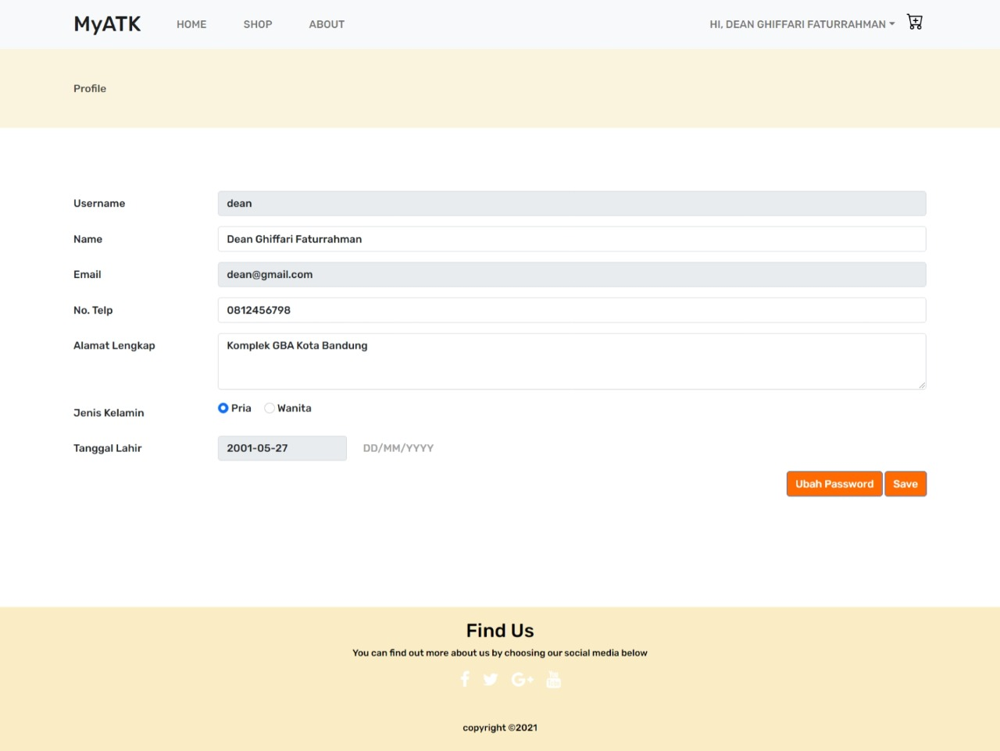 MyATK HOME SHOP ABOUT HI, DEAN GHIFFARI FATURRAHMAN
Profile
Username dean
Name Dean Ghiffari Faturrahman
Email dean@gmail.com
No. Telp 0812456798
Alamat Lengkap Komplek GBA Kota Bandung
Jenis Kelamin Pria Wanita
Tanggal Lahir 2001-05-27 DD/MM/YYYY
Ubah Password Save
Find Us
You can find out more about us by choosing our social media below
copyright ©2021